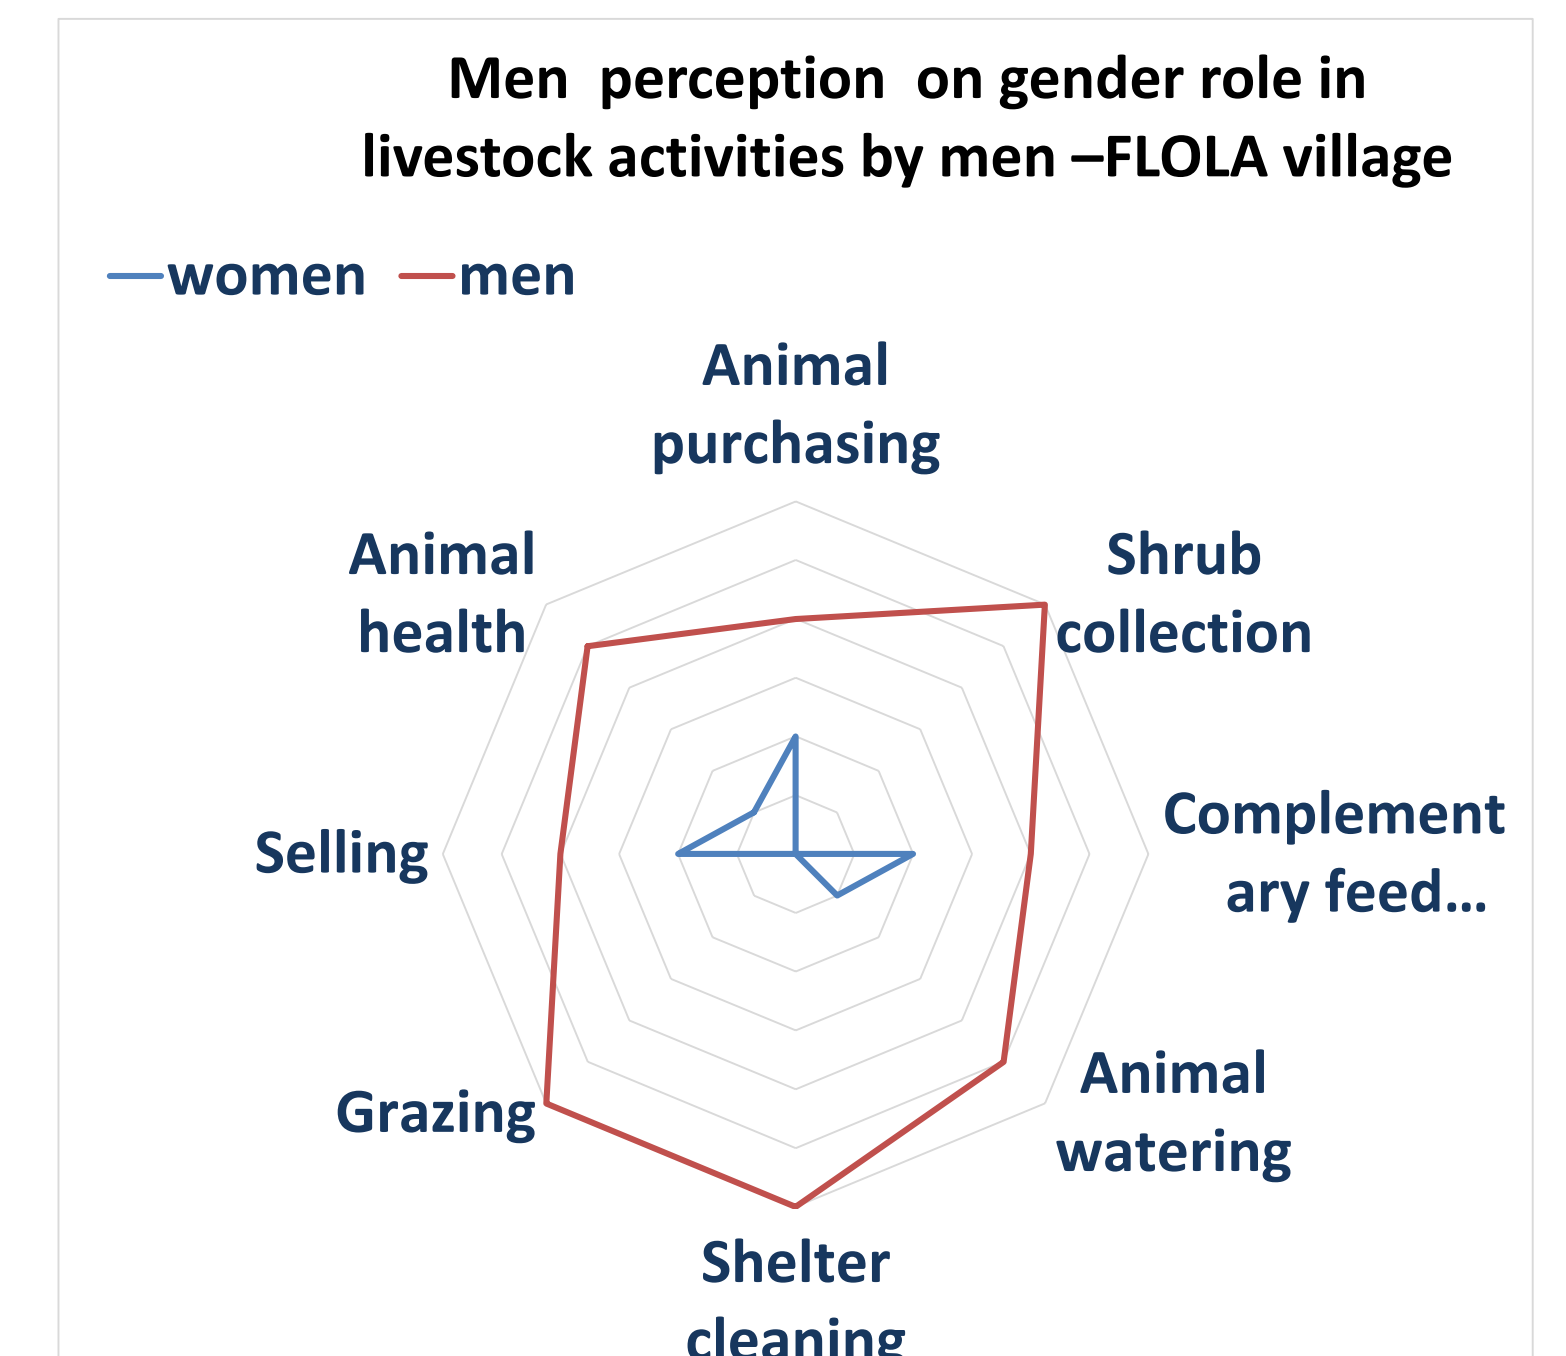 Men perception on gender role in
livestock activities by men –FLOLA village
women men
Animal
purchasing
Shrub
collection
Complement
ary feed…
Animal
watering
Shelter
cleaning
Grazing
Selling
Animal
health